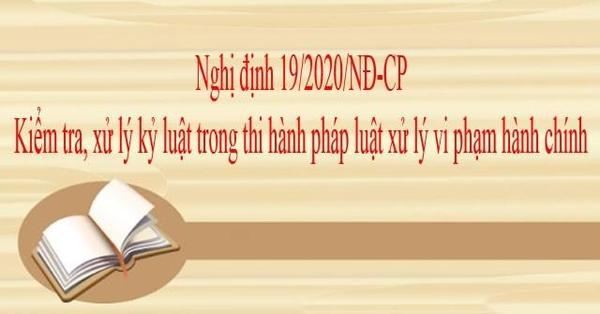 Nghị định 19/2020/NĐ-CP
Kiểm tra, xử lý kỷ luật trong thi hành pháp luật xử lý vi phạm hành chính